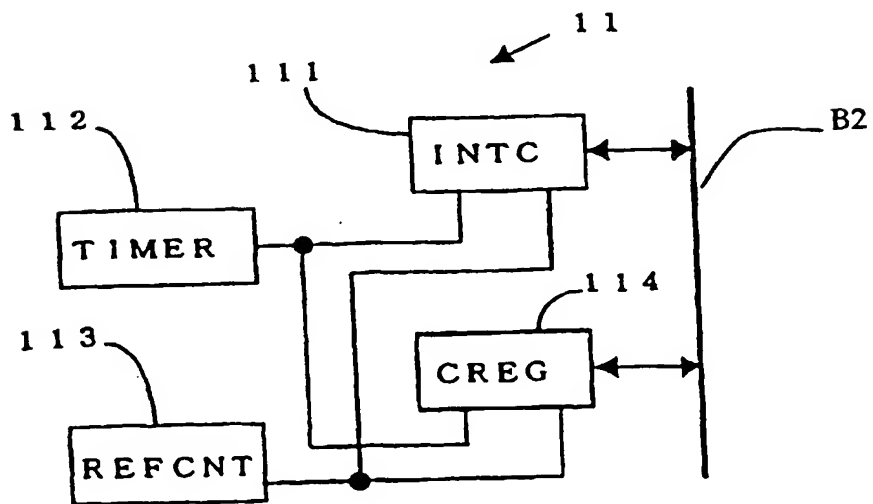 11
111
112
INTC
B2
TIMER
114
113
CREG
REFCNT